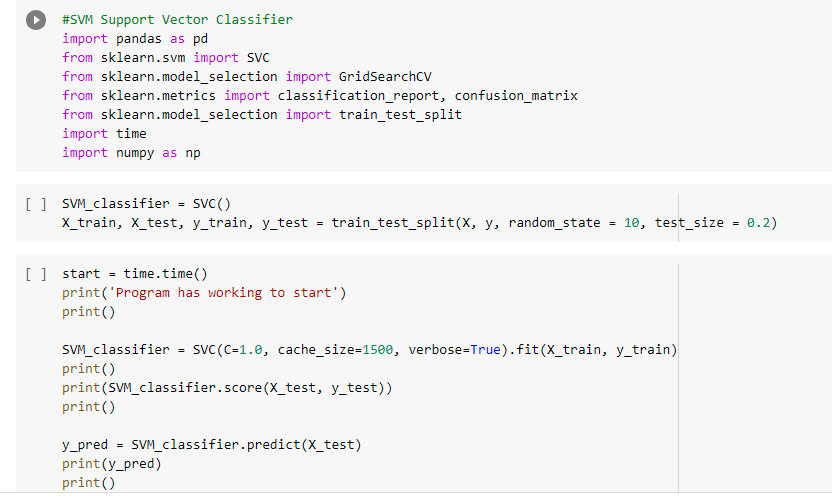 #SVM Support Vector Classifier
import pandas as pd
from sklearn.svm import SVC
from sklearn.model_selection import GridSearchCV
from sklearn.metrics import classification_report, confusion_matrix
from sklearn.model_selection import train_test_split
import time
import numpy as np
[ ] SVM_classifier = SVC()
X_train, X_test, y_train, y_test = train_test_split(X, y, random_state = 10, test_size = 0.2)
[ ] start = time.time()
print('Program has working to start')
print()
SVM_classifier = SVC(C=1.0, cache_size=1500, verbose=True).fit(X_train, y_train)
print()
print(SVM_classifier.score(X_test, y_test))
print()
y_pred = SVM_classifier.predict(X_test)
print(y_pred)
print()